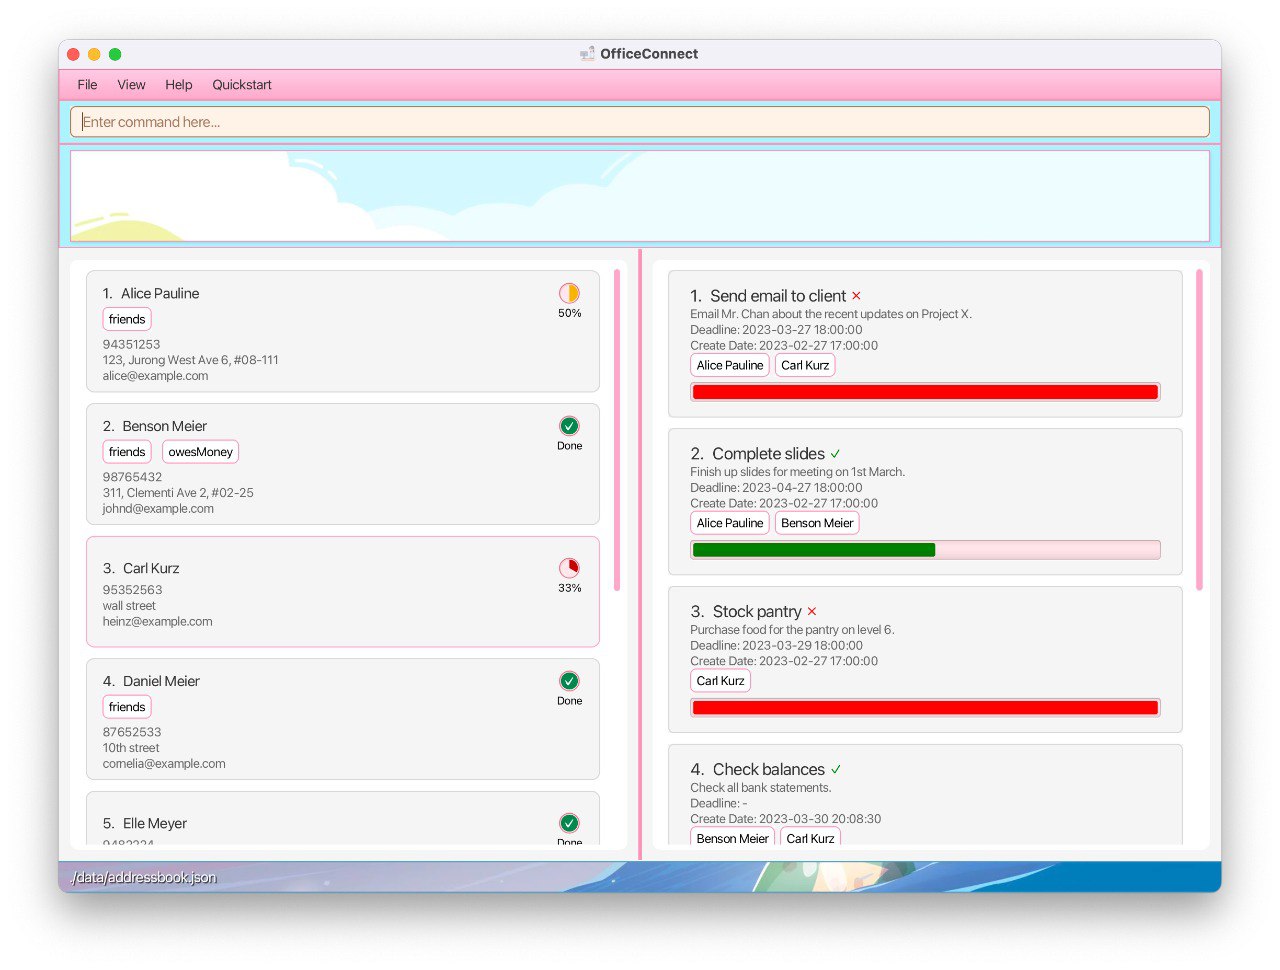 OfficeConnect
File View Help Quickstart
Enter command here...
1. Alice Pauline
friends
50%
94351253
123, Jurong West Ave 6, #08-111
alice@example.com
2. Benson Meier
friends owesMoney
Done
98765432
311, Clementi Ave 2, #02-25
johnd@example.com
3. Carl Kurz
33%
95352563
wall street
heinz@example.com
4. Daniel Meier
friends
Done
87652533
10th street
cornelia@example.com
5. Elle Meyer
Done
9482224
1. Send email to client
Email Mr. Chan about the recent updates on Project X.
Deadline: 2023-03-27 18:00:00
Create Date: 2023-02-27 17:00:00
Alice Pauline Carl Kurz
2. Complete slides
Finish up slides for meeting on 1st March.
Deadline: 2023-04-27 18:00:00
Create Date: 2023-02-27 17:00:00
Alice Pauline Benson Meier
3. Stock pantry
Purchase food for the pantry on level 6.
Deadline: 2023-03-29 18:00:00
Create Date: 2023-02-27 17:00:00
Carl Kurz
4. Check balances
Check all bank statements.
Deadline: -
Create Date: 2023-03-30 20:08:30
Benson Meier Carl Kurz
./data/addressbook.json